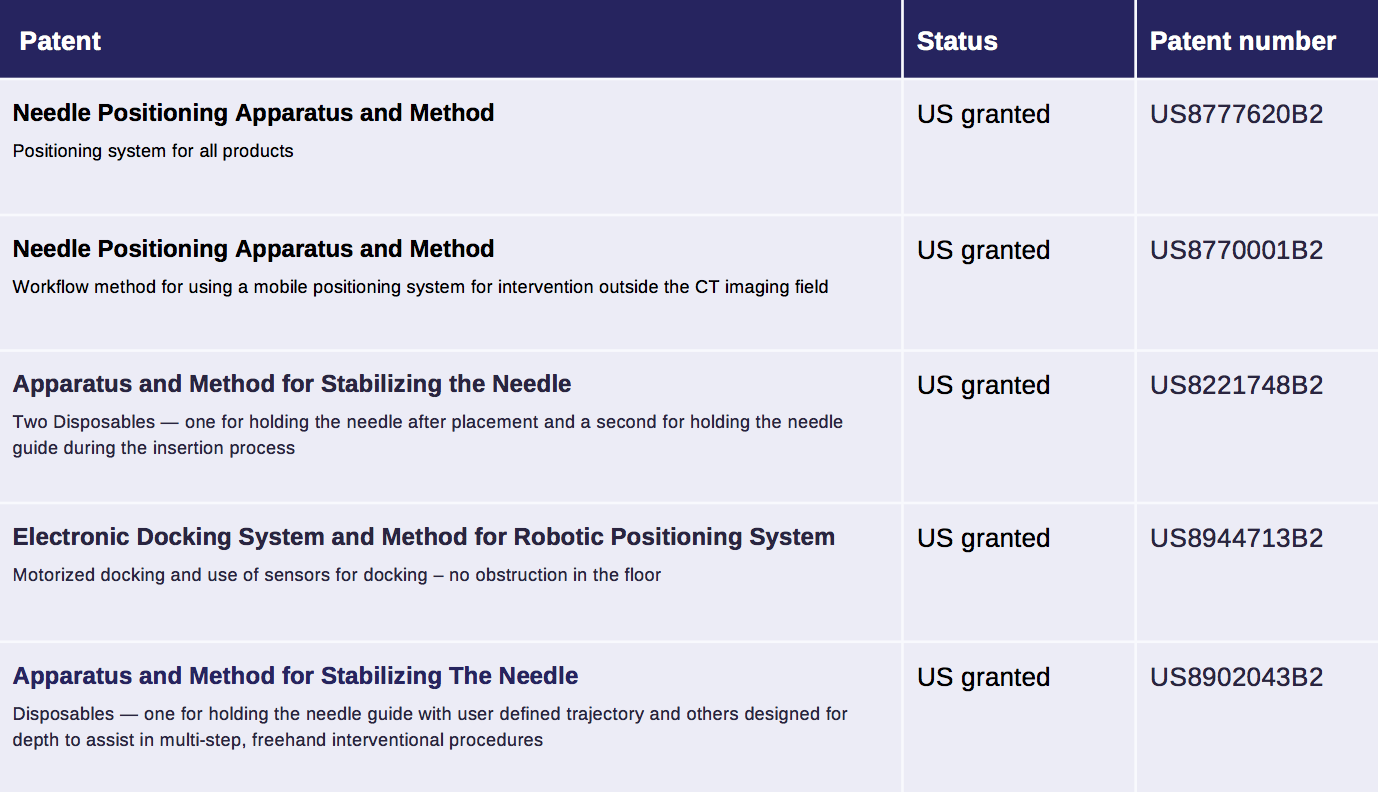 Patent Status Patent number
Needle Positioning Apparatus and Method US granted US8777620B2
Positioning system for all products
Needle Positioning Apparatus and Method US granted US8770001B2
Workflow method for using a mobile positioning system for intervention outside the CT imaging field
Apparatus and Method for Stabilizing the Needle US granted US8221748B2
Two Disposables — one for holding the needle after placement and a second for holding the needle
guide during the insertion process
Electronic Docking System and Method for Robotic Positioning System US granted US8944713B2
Motorized docking and use of sensors for docking – no obstruction in the floor
Apparatus and Method for Stabilizing The Needle US granted US8902043B2
Disposables — one for holding the needle guide with user defined trajectory and others designed for
depth to assist in multi-step, freehand interventional procedures